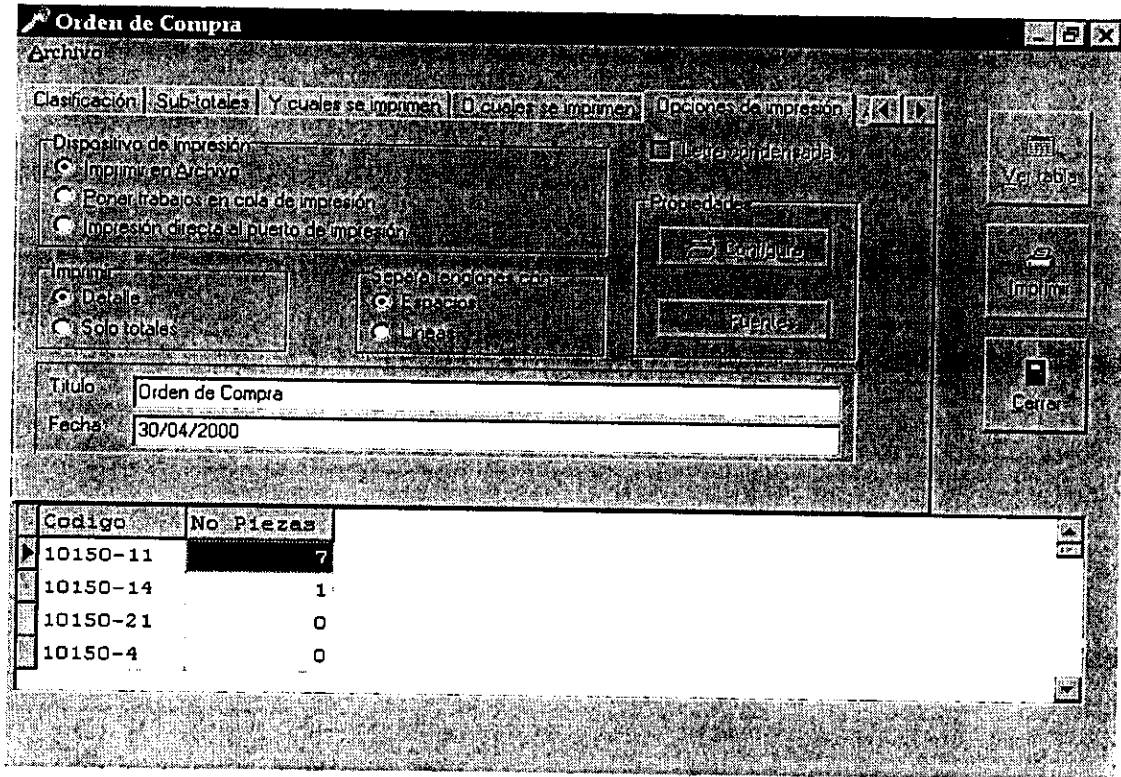 Orden de Compra
Archivo
Clasificación Sub-totales Y cuales se imprimen O cuales se imprimen Opciones de impresión
Dispositivo de impresión
Imprimir en Archivo
Poner trabajos en cola de impresión
Impresión directa al puerto de impresión
Letra condensada
Propiedades
Configura
Fuentes
Imprimir
Detalle
Solo totales
Separa renglones con
Espacios
Lineas
Titulo Orden de Compra
Fecha 30/04/2000
Ver tabla
Imprimir
Cerrar
Codigo No Piezas
10150-11 7
10150-14 1
10150-21 0
10150-4 0